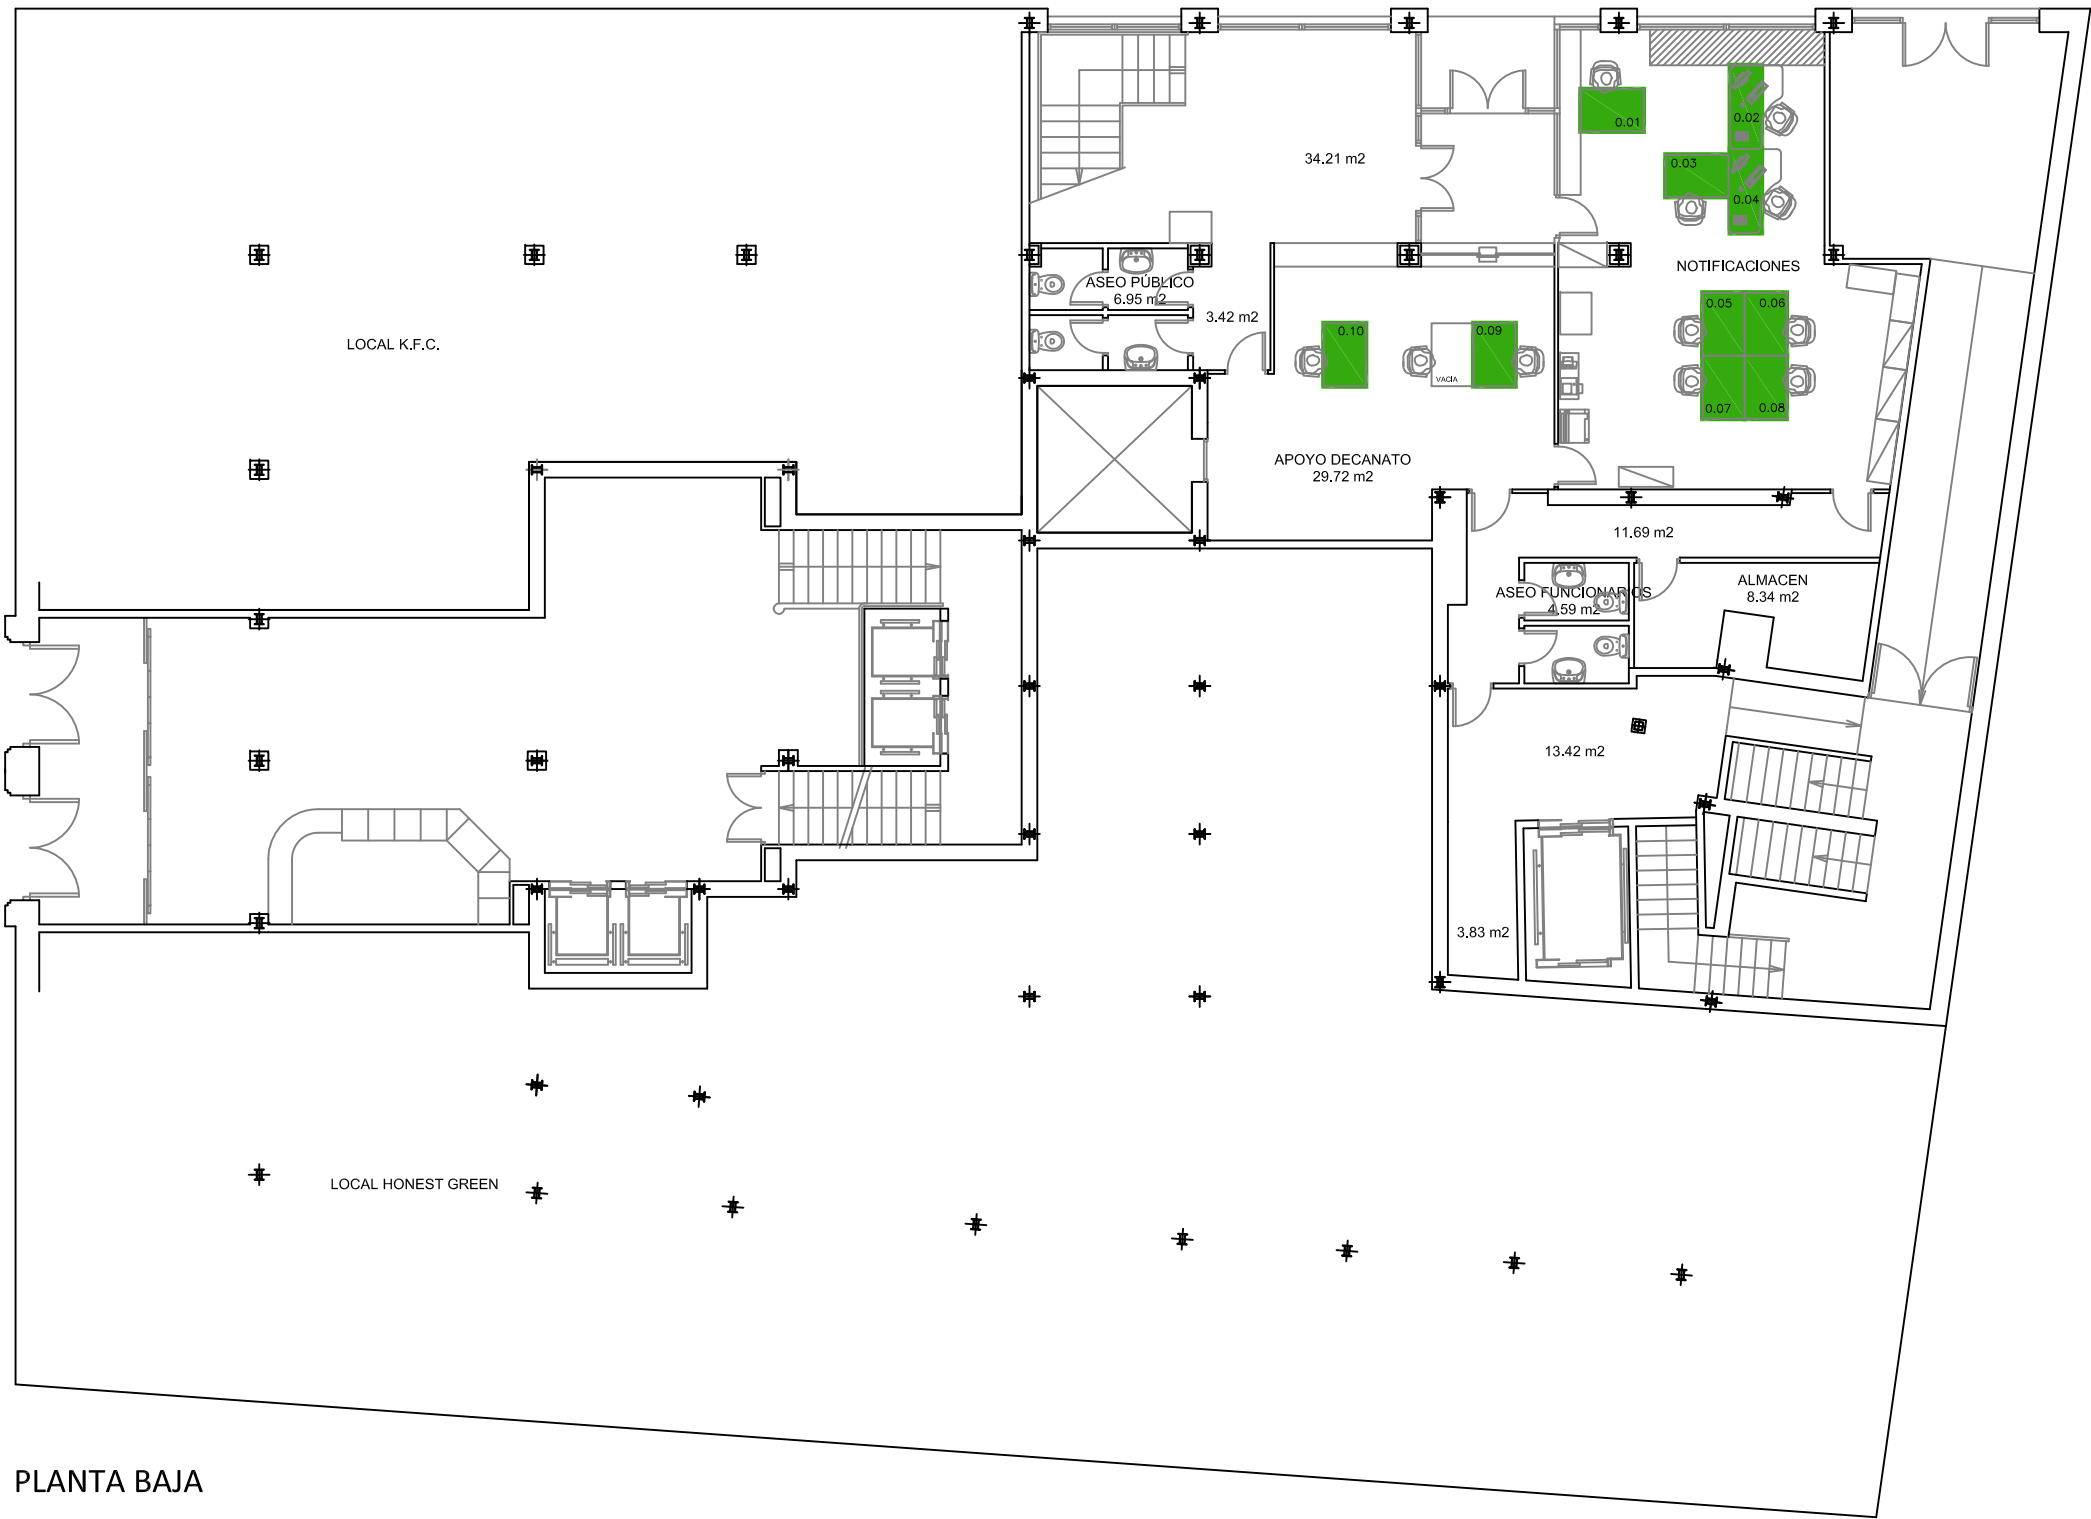 0.01
0.02
0.03
0.04
34.21 m2
NOTIFICACIONES
ASEO PÚBLICO
6.95 m2
3.42 m2
0.10
0.09
VACIA
0.05
0.06
0.07
0.08
LOCAL K.F.C.
APOYO DECANATO
29.72 m2
11.69 m2
ASEO FUNCIONARIOS
4.59 m2
ALMACEN
8.34 m2
13.42 m2
3.83 m2
LOCAL HONEST GREEN
PLANTA BAJA